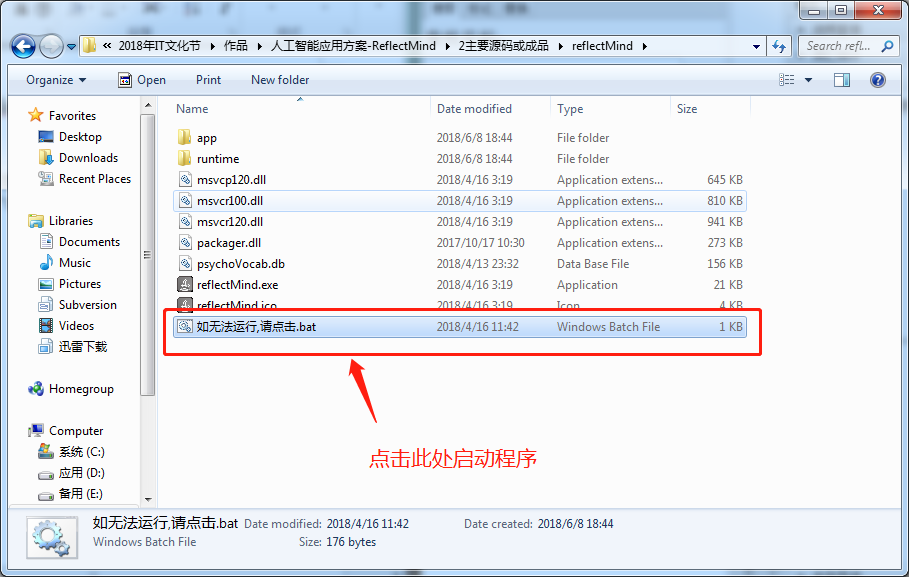 « 2018年IT文化节 ▸ 作品 ▸ 人工智能应用方案-ReflectMind ▸ 2主要源码或成品 ▸ reflectMind ▸ Search refl...
Organize Open Print New folder
Name Date modified Type Size
Favorites
Desktop
Downloads
Recent Places
Libraries
Documents
Music
Pictures
Subversion
Videos
迅雷下载
Homegroup
Computer
系统 (C:)
应用 (D:)
备用 (E:)
app 2018/6/8 18:44 File folder
runtime 2018/6/8 18:44 File folder
msvcp120.dll 2018/4/16 3:19 Application extens... 645 KB
msvcr100.dll 2018/4/16 3:19 Application extens... 810 KB
msvcr120.dll 2018/4/16 3:19 Application extens... 941 KB
packager.dll 2017/10/17 10:30 Application extens... 273 KB
psychoVocab.db 2018/4/13 23:32 Data Base File 156 KB
reflectMind.exe 2018/4/16 3:19 Application 21 KB
reflectMind.ico 2018/4/16 3:19 Icon 4 KB
如无法运行,请点击.bat 2018/4/16 11:42 Windows Batch File 1 KB
点击此处启动程序
如无法运行,请点击.bat Date modified: 2018/4/16 11:42 Date created: 2018/6/8 18:44
Windows Batch File Size: 176 bytes